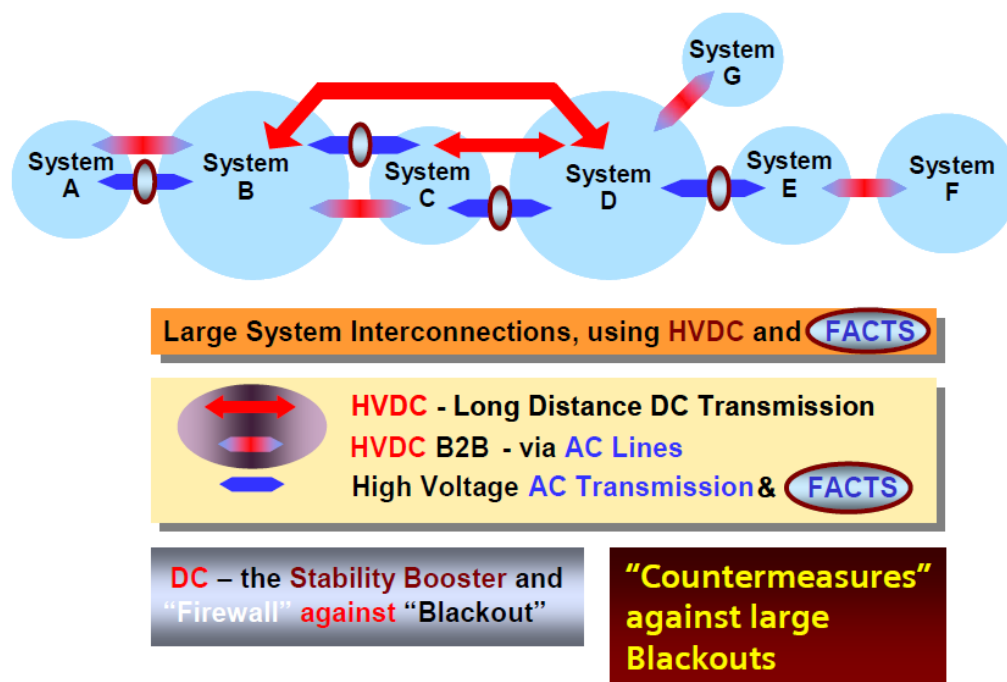 System
A
System
B
System
C
System
D
System
G
System
E
System
F
Large System Interconnections, using HVDC and FACTS
HVDC - Long Distance DC Transmission
HVDC B2B - via AC Lines
High Voltage AC Transmission & FACTS
DC – the Stability Booster and
“Firewall” against “Blackout”
“Countermeasures”
against large
Blackouts